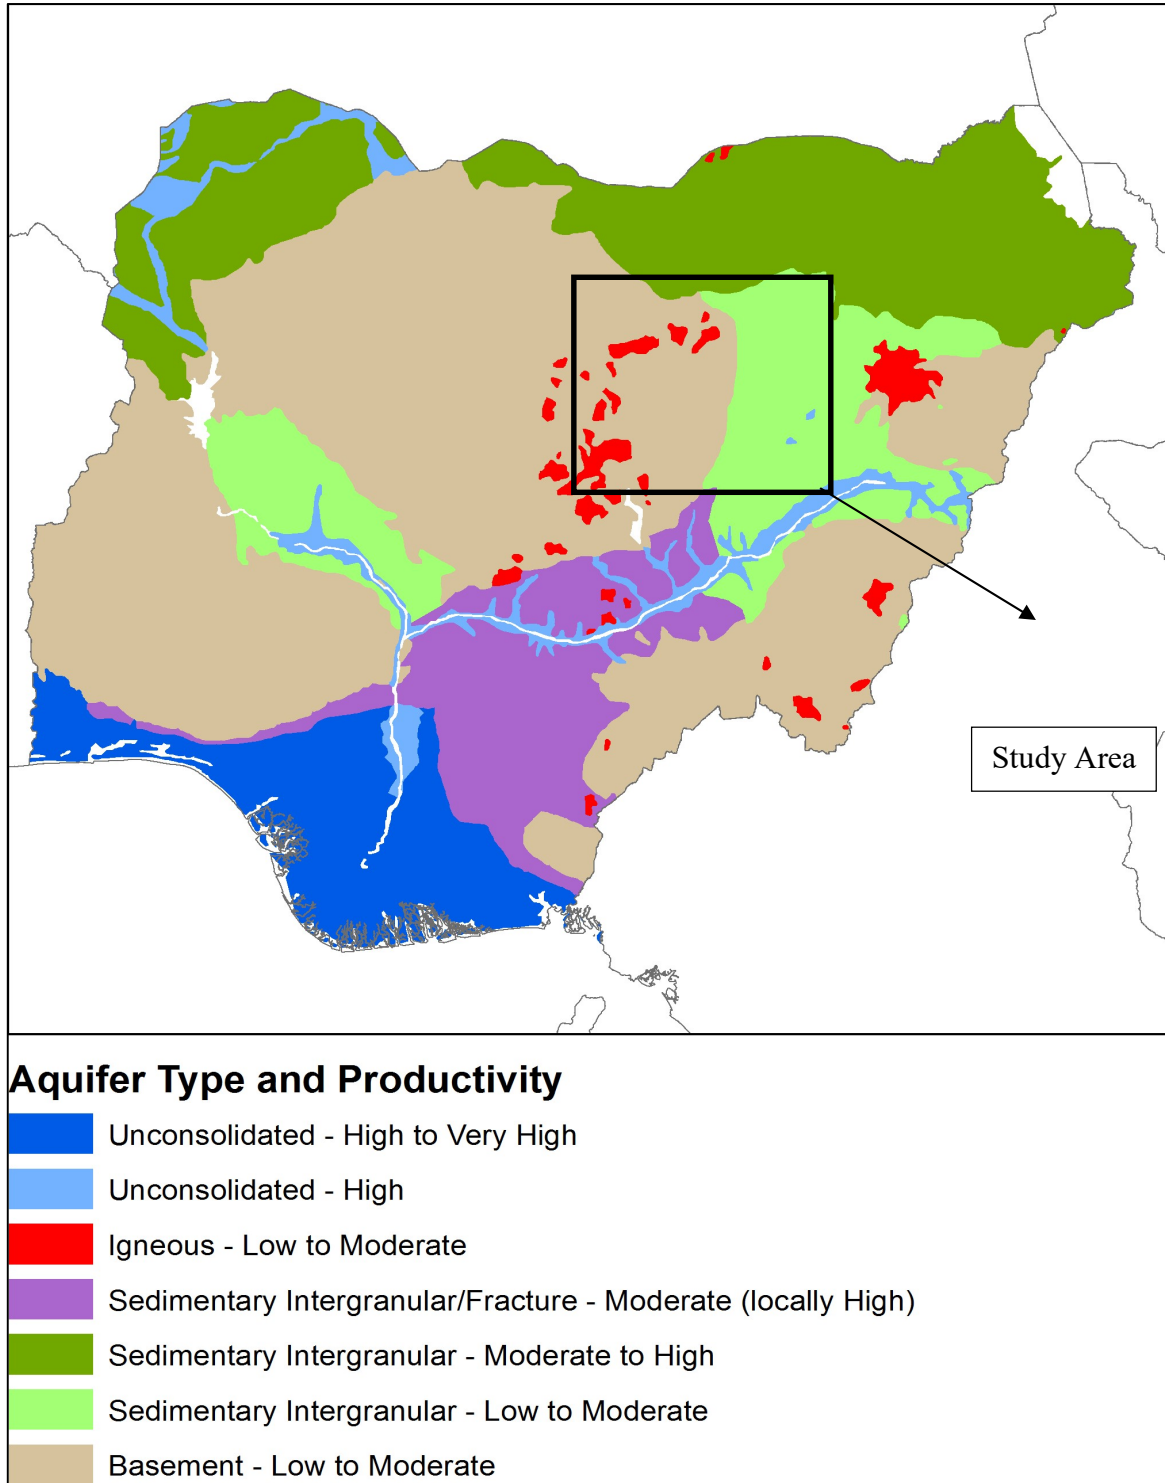 Study Area
Aquifer Type and Productivity
Unconsolidated - High to Very High
Unconsolidated - High
Igneous - Low to Moderate
Sedimentary Intergranular/Fracture - Moderate (locally High)
Sedimentary Intergranular - Moderate to High
Sedimentary Intergranular - Low to Moderate
Basement - Low to Moderate